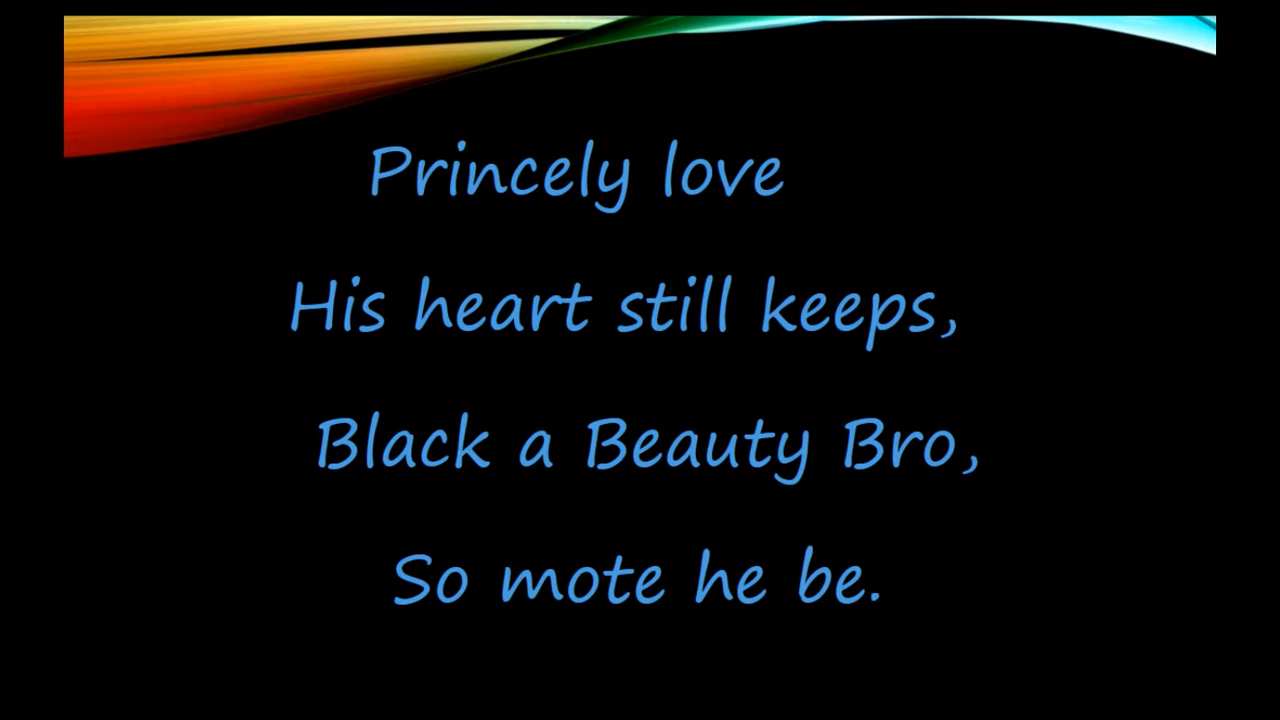 Princely love
His heart still keeps,
Black a Beauty Bro,
So mote he be.